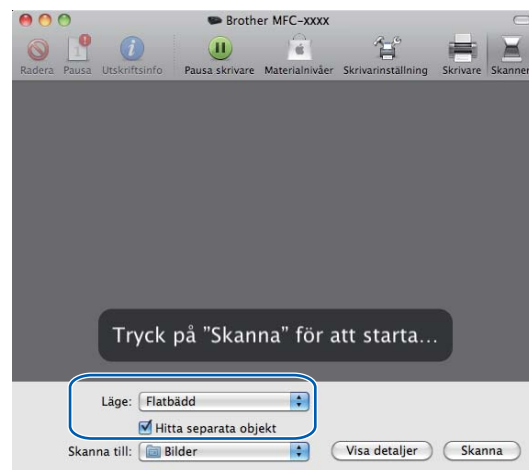 Brother MFC-xxxx
Radera Pausa Utskriftsinfo Pausa skrivare Materialnivåer Skrivarinställning Skrivare Skanner
Tryck på "Skanna" för att starta...
Läge: Flatbädd
Hitta separata objekt
Skanna till: Bilder Visa detaljer Skanna